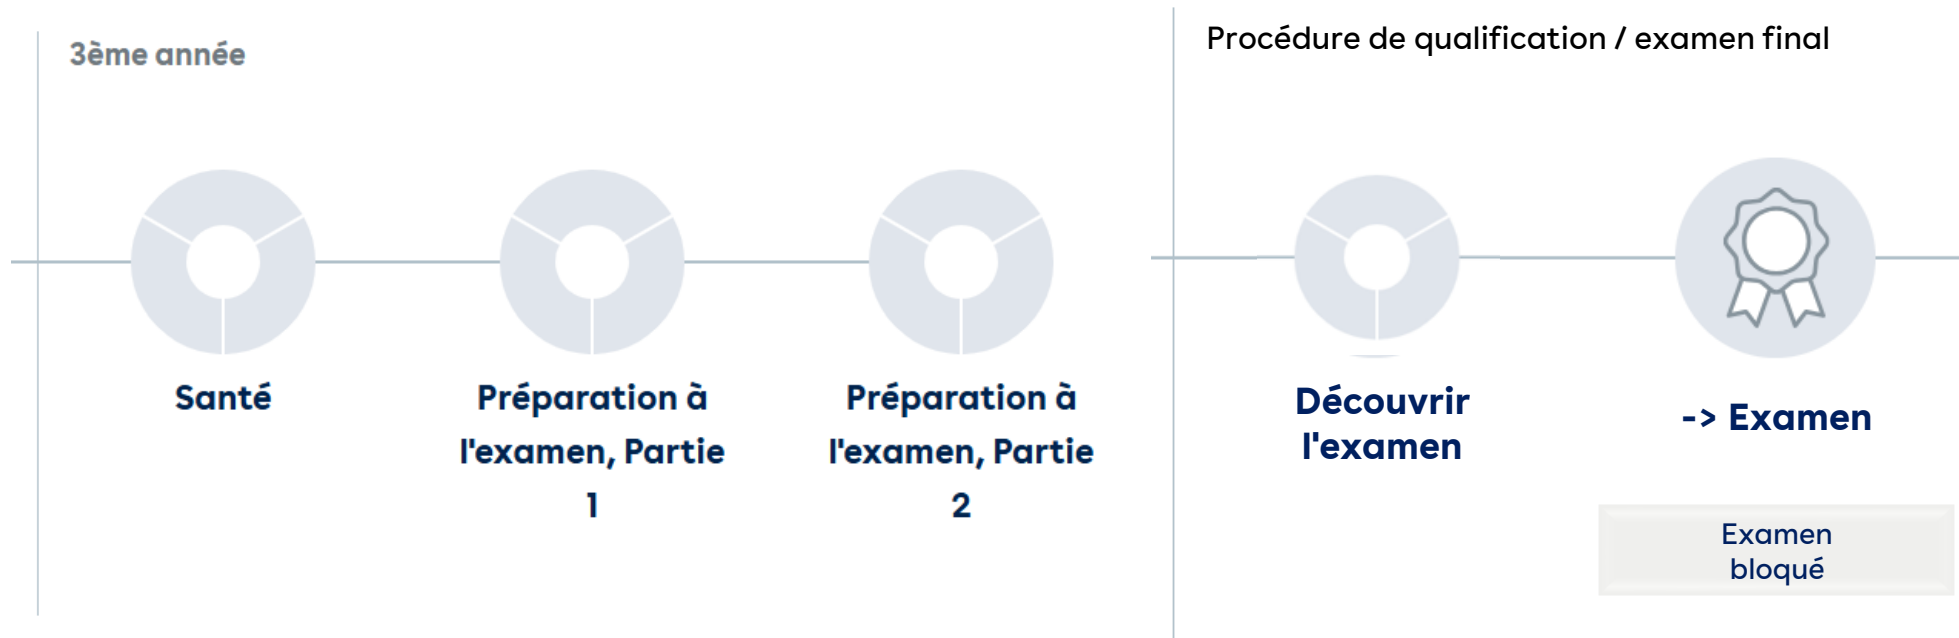 3ème année
Santé
Préparation à
l'examen, Partie
1
Préparation à
l'examen, Partie
2
Procédure de qualification / examen final
Découvrir
l'examen
-> Examen
Examen
bloqué